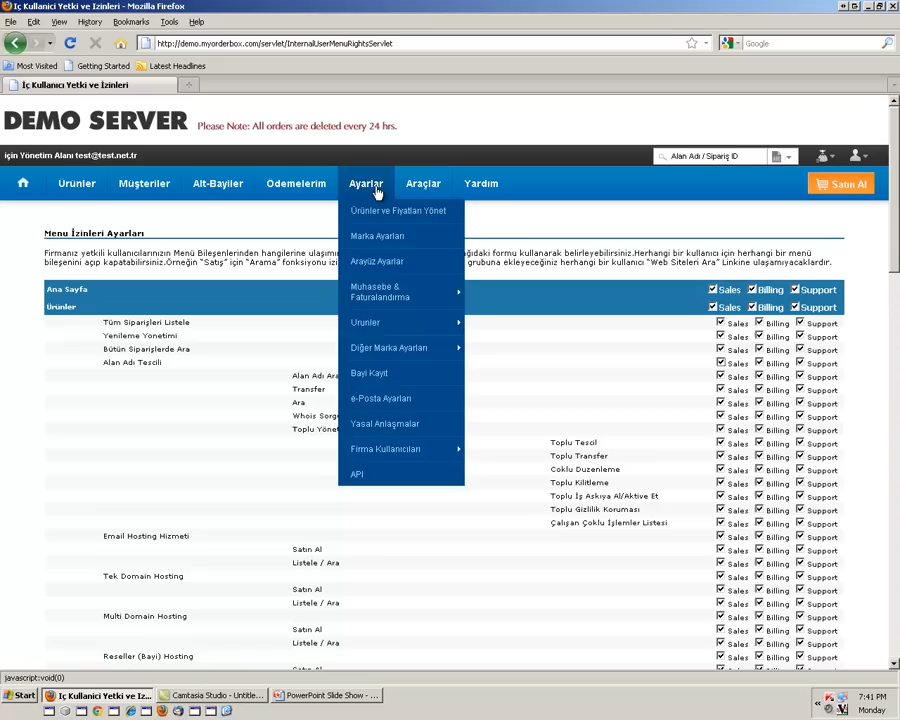 İç Kullanici Yetki ve Izinleri - Mozilla Firefox
File Edit View History Bookmarks Tools Help
http://demo.myorderbox.com/servlet/InternalUserMenuRightsServlet
Google
Most Visited Getting Started Latest Headlines
İç Kullanıcı Yetki ve İzinleri
DEMO SERVER Please Note: All orders are deleted every 24 hrs.
için Yönetim Alanı test@test.net.tr
Alan Adı / Sipariş ID
Ürünler Müşteriler Alt-Bayiler Ödemelerim Ayarlar Araçlar Yardım
Satın Al
Ürünler ve Fiyatları Yönet
Marka Ayarları
Arayüz Ayarlar
Muhasebe &
Faturalandırma
Urunler
Diğer Marka Ayarları
Bayi Kayıt
e-Posta Ayarları
Yasal Anlaşmalar
Firma Kullanıcıları
API
Menu İzinleri Ayarları
Firmanız yetkili kullanıcılarınızın Menü Bileşenlerinden hangilerine ulaşım
ağıdaki formu kullanarak belirleyebilirsiniz.Herhangi bir kullanıcı için herhangi bir menü
bileşenini açıp kapatabilirsiniz.Örneğin "Satış" için "Arama" fonksiyonu izi
grubuna ekleyeceğiniz herhangi bir kullanıcı "Web Siteleri Ara" Linkine ulaşamıyacaklardır.
Ana Sayfa Sales Billing Support
Ürünler Sales Billing Support
Tüm Siparişleri Listele Sales Billing Support
Yenileme Yonetimi Sales Billing Support
Bütün Siparişlerde Ara Sales Billing Support
Alan Adı Tescili Sales Billing Support
Alan Adı Ara Sales Billing Support
Transfer Sales Billing Support
Ara Sales Billing Support
Whois Sorg Sales Billing Support
Toplu Yönet Sales Billing Support
Toplu Tescil Sales Billing Support
Toplu Transfer Sales Billing Support
Coklu Duzenleme Sales Billing Support
Toplu Kilitleme Sales Billing Support
Toplu İş Askıya Al/Aktive Et Sales Billing Support
Toplu Gizlilik Koruması Sales Billing Support
Çalışan Çoklu İşlemler Listesi Sales Billing Support
Email Hosting Hizmeti Sales Billing Support
Satın Al Sales Billing Support
Listele / Ara Sales Billing Support
Tek Domain Hosting Sales Billing Support
Satın Al Sales Billing Support
Listele / Ara Sales Billing Support
Multi Domain Hosting Sales Billing Support
Satın Al Sales Billing Support
Listele / Ara Sales Billing Support
Reseller (Bayi) Hosting Sales Billing Support
javascript:void(0)
Start İç Kullanici Yetki ve Iz... Camtasia Studio - Untitle... PowerPoint Slide Show - ... 7:41 PM
Monday